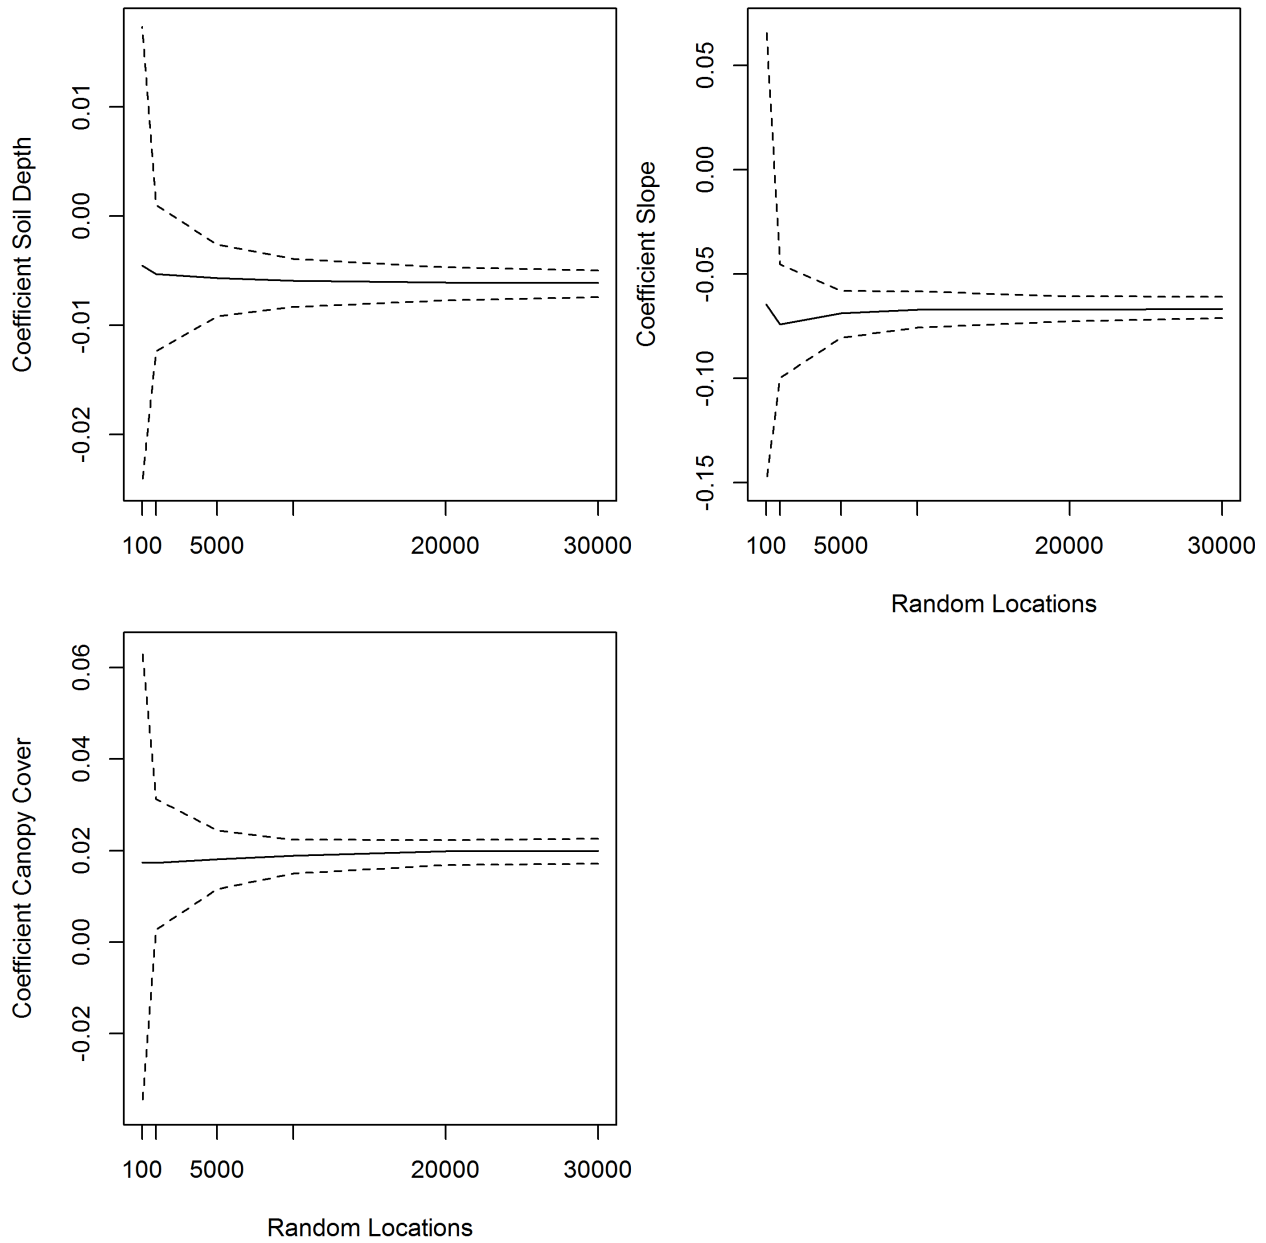 Coefficient Soil Depth
0.01
0.00
-0.01
-0.02
100 5000 20000 30000
Coefficient Slope
0.05
0.00
-0.05
-0.10
-0.15
100 5000 20000 30000
Random Locations
Coefficient Canopy Cover
0.06
0.04
0.02
0.00
-0.02
100 5000 20000 30000
Random Locations